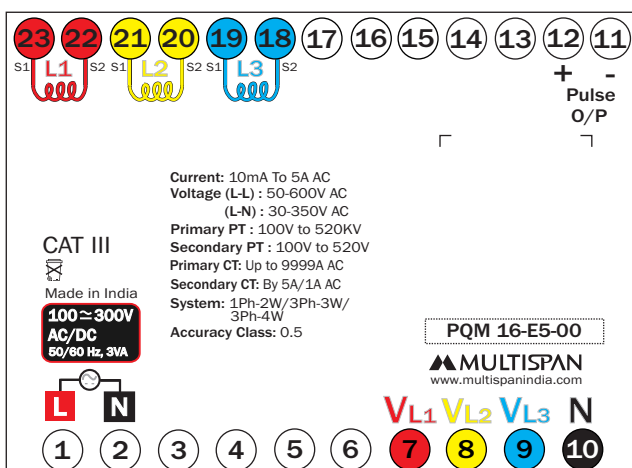 23 22 21 20 19 18 17 16 15 14 13 12 11
S1 L1 S2 S1 L2 S2 S1 L3 S2
+ -
Pulse
O/P
Current: 10mA To 5A AC
Voltage (L-L) : 50-600V AC
(L-N) : 30-350V AC
Primary PT : 100V to 520KV
Secondary PT : 100V to 520V
Primary CT: Up to 9999A AC
Secondary CT: By 5A/1A AC
System: 1Ph-2W/3Ph-3W/
3Ph-4W
Accuracy Class: 0.5
CAT III
Made in India
100≃300V
AC/DC
50/60 Hz, 3VA
L N
PQM 16-E5-00
MULTISPAN
www.multispanindia.com
VL1 VL2 VL3 N
1 2 3 4 5 6 7 8 9 10